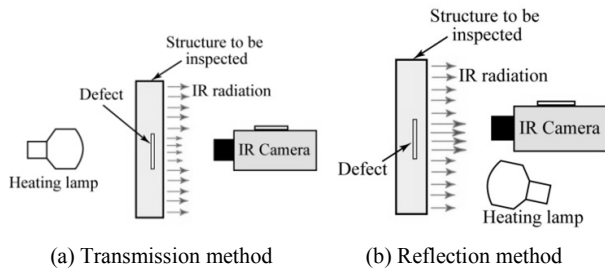 Structure to be
inspected
Defect
IR radiation
IR Camera
Heating lamp
(a) Transmission method
Structure to be
inspected
IR radiation
IR Camera
Defect
Heating lamp
(b) Reflection method